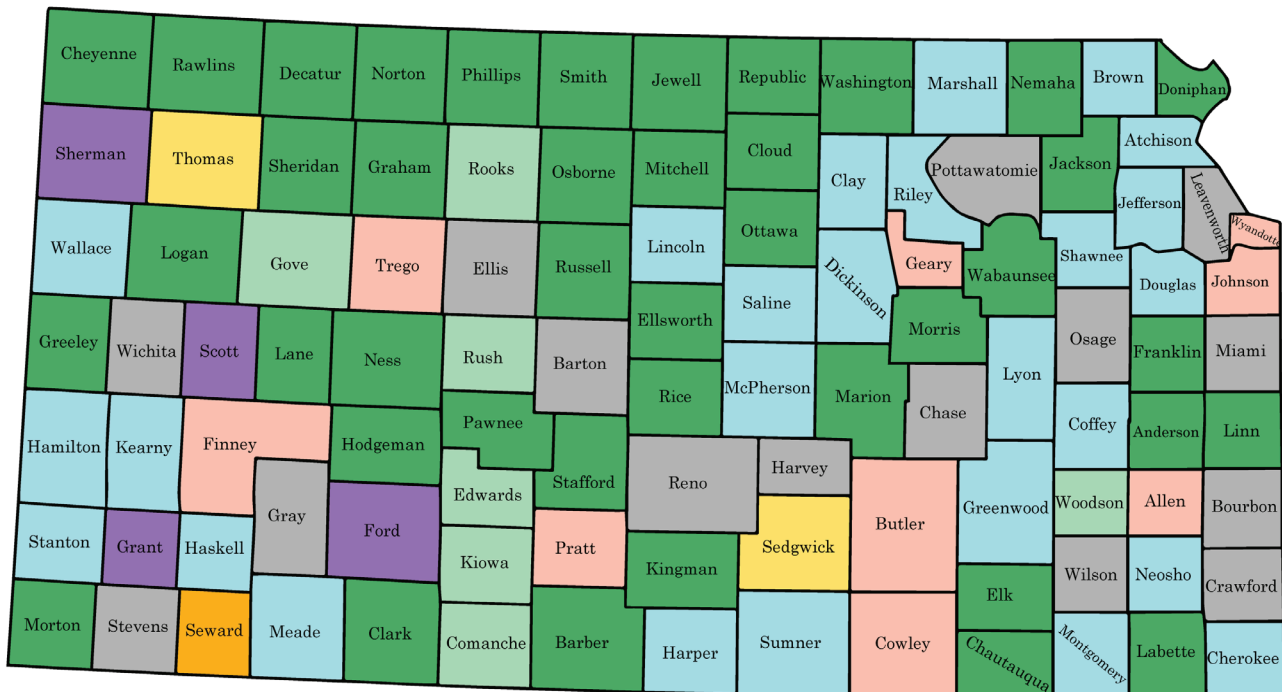 Cheyenne
Rawlins
Decatur
Norton
Phillips
Smith
Jewell
Republic
Washington
Marshall
Nemaha
Brown
Doniphan
Sherman
Thomas
Sheridan
Graham
Rooks
Osborne
Mitchell
Cloud
Clay
Riley
Pottawatomie
Jackson
Atchison
Jefferson
Leavenworth
Wyandotte
Wallace
Logan
Gove
Trego
Ellis
Russell
Lincoln
Ottawa
Saline
Dickinson
Geary
Wabaunsee
Shawnee
Douglas
Johnson
Greeley
Wichita
Scott
Lane
Ness
Rush
Barton
Ellsworth
McPherson
Morris
Marion
Chase
Lyon
Osage
Franklin
Miami
Hamilton
Kearny
Finney
Hodgeman
Pawnee
Stafford
Rice
Coffey
Anderson
Linn
Gray
Ford
Edwards
Reno
Harvey
Sedgwick
Butler
Greenwood
Woodson
Allen
Bourbon
Stanton
Grant
Haskell
Kiowa
Pratt
Kingman
Elk
Wilson
Neosho
Crawford
Morton
Stevens
Seward
Meade
Clark
Comanche
Barber
Harper
Sumner
Cowley
Chautauqua
Montgomery
Labette
Cherokee